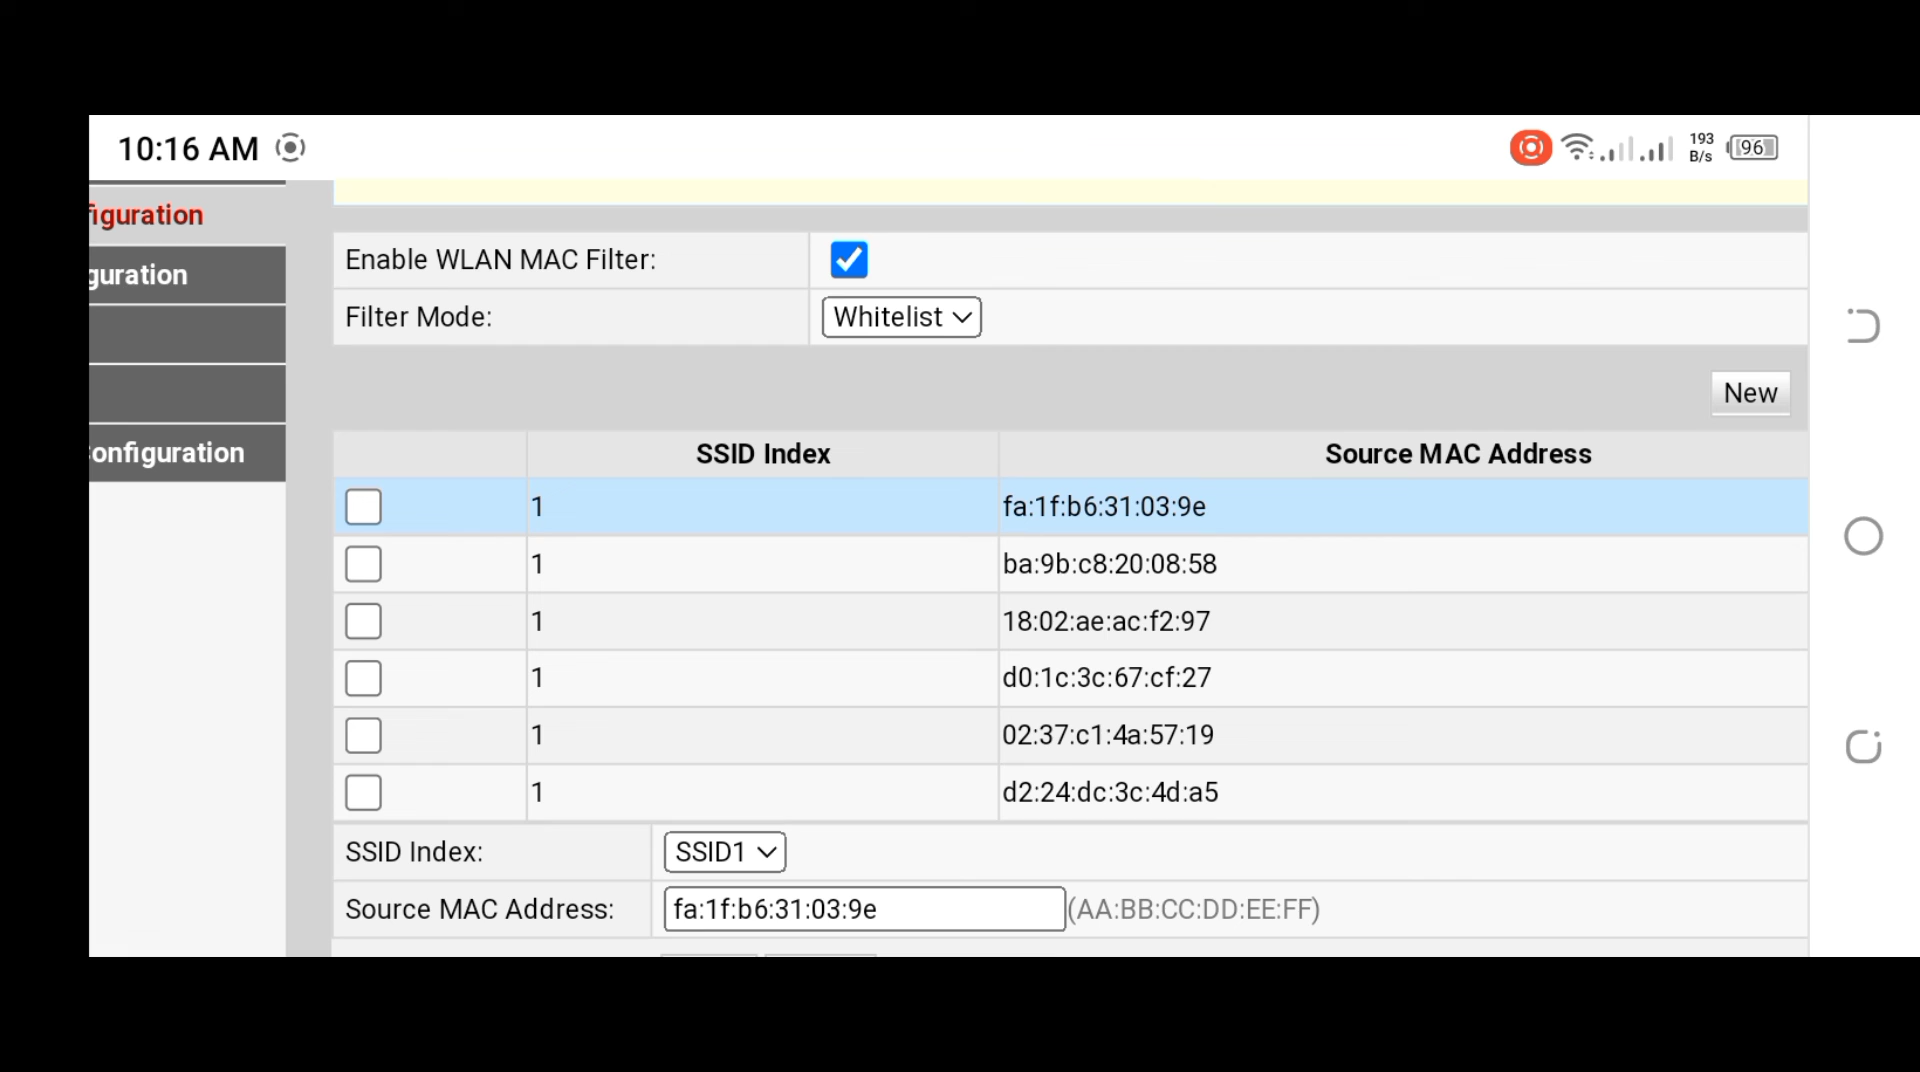 10:16 AM
193
B/s
96
figuration
Enable WLAN MAC Filter:
guration
Filter Mode:
Whitelist
New
onfiguration
SSID Index
Source MAC Address
1
fa:1f:b6:31:03:9e
1
ba:9b:c8:20:08:58
1
18:02:ae:ac:f2:97
1
d0:1c:3c:67:cf:27
1
02:37:c1:4a:57:19
1
d2:24:dc:3c:4d:a5
SSID Index:
SSID1
Source MAC Address:
fa:1f:b6:31:03:9e
(AA:BB:CC:DD:EE:FF)